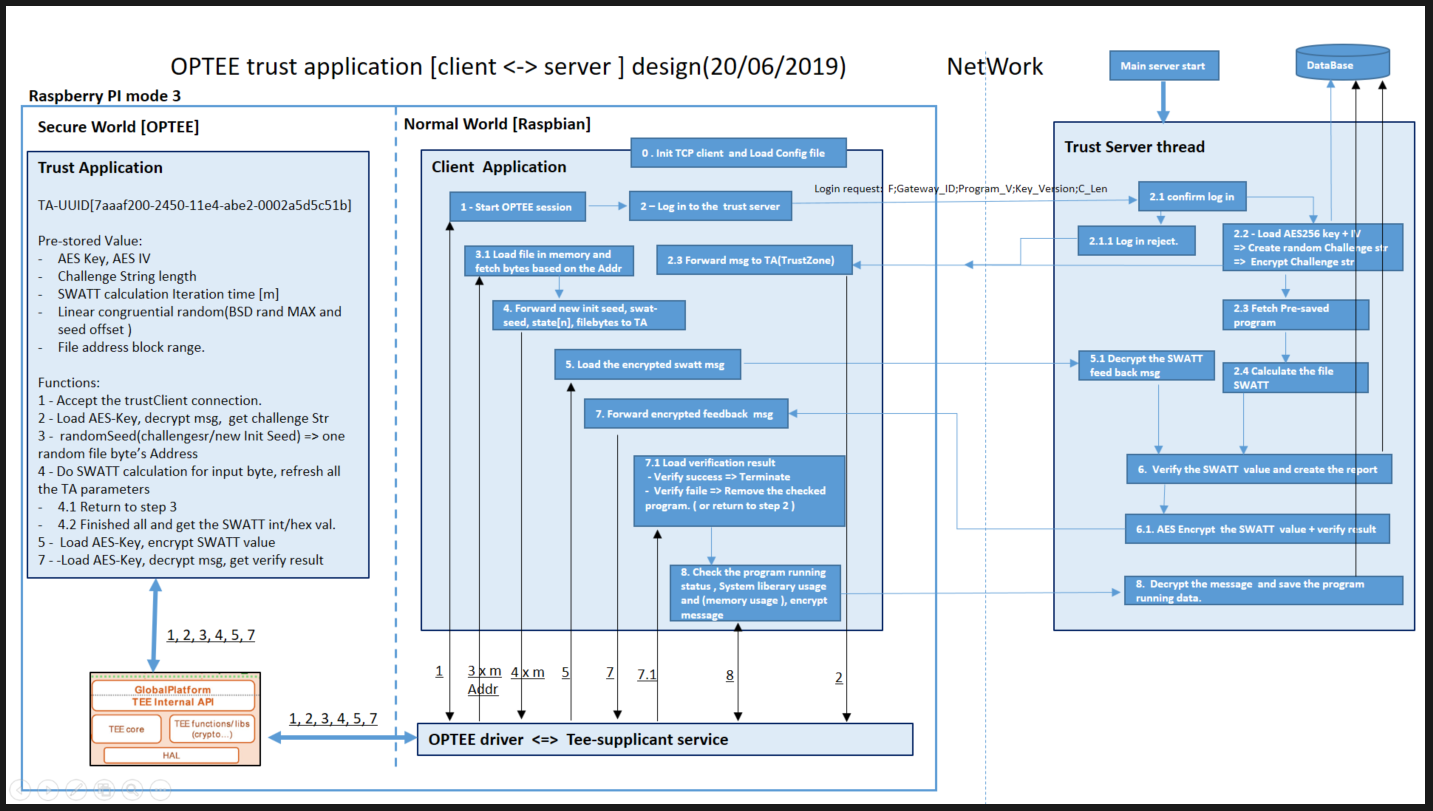 OPTEE trust application [client <-> server ] design(20/06/2019)
NetWork
Main server start
DataBase
Raspberry PI mode 3
Secure World [OPTEE]
Normal World [Raspbian]
Trust Application
TA-UUID[7aaaf200-2450-11e4-abe2-0002a5d5c51b]
Pre-stored Value:
- AES Key, AES IV
- Challenge String length
- SWATT calculation Iteration time [m]
- Linear congruential random(BSD rand MAX and
seed offset )
- File address block range.
Functions:
1 - Accept the trustClient connection.
2 - Load AES-Key, decrypt msg, get challenge Str
3 - randomSeed(challengesr/new Init Seed) => one
random file byte's Address
4 - Do SWATT calculation for input byte, refresh all
the TA parameters
- 4.1 Return to step 3
- 4.2 Finished all and get the SWATT int/hex val.
5 - Load AES-Key, encrypt SWATT value
7 - -Load AES-Key, decrypt msg, get verify result
1, 2, 3, 4, 5, 7
GlobalPlatform
TEE Internal API
TEE core
TEE functions/libs
(crypto...)
HAL
1, 2, 3, 4, 5, 7
Client Application
0 . Init TCP client and Load Config file
1 - Start OPTEE session
2 – Log in to the trust server
Login request: F;Gateway_ID;Program_V;Key_Version;C_Len
3.1 Load file in memory and
fetch bytes based on the Addr
2.3 Forward msg to TA(TrustZone)
4. Forward new init seed, swat-
seed, state[n], filebytes to TA
5. Load the encrypted swatt msg
7. Forward encrypted feedback msg
7.1 Load verification result
- Verify success => Terminate
- Verify faile => Remove the checked
program. ( or return to step 2 )
8. Check the program running
status , System liberary usage
and (memory usage ), encrypt
message
1
3 x m
Addr
4 x m
5
7
7.1
8
2
OPTEE driver <=> Tee-supplicant service
Trust Server thread
2.1 confirm log in
2.1.1 Log in reject.
2.2 - Load AES256 key + IV
=> Create random Challenge str
=> Encrypt Challenge str
2.3 Fetch Pre-saved
program
5.1 Decrypt the SWATT
feed back msg
2.4 Calculate the file
SWATT
6. Verify the SWATT value and create the report
6.1. AES Encrypt the SWATT value + verify result
8. Decrypt the message and save the program
running data.